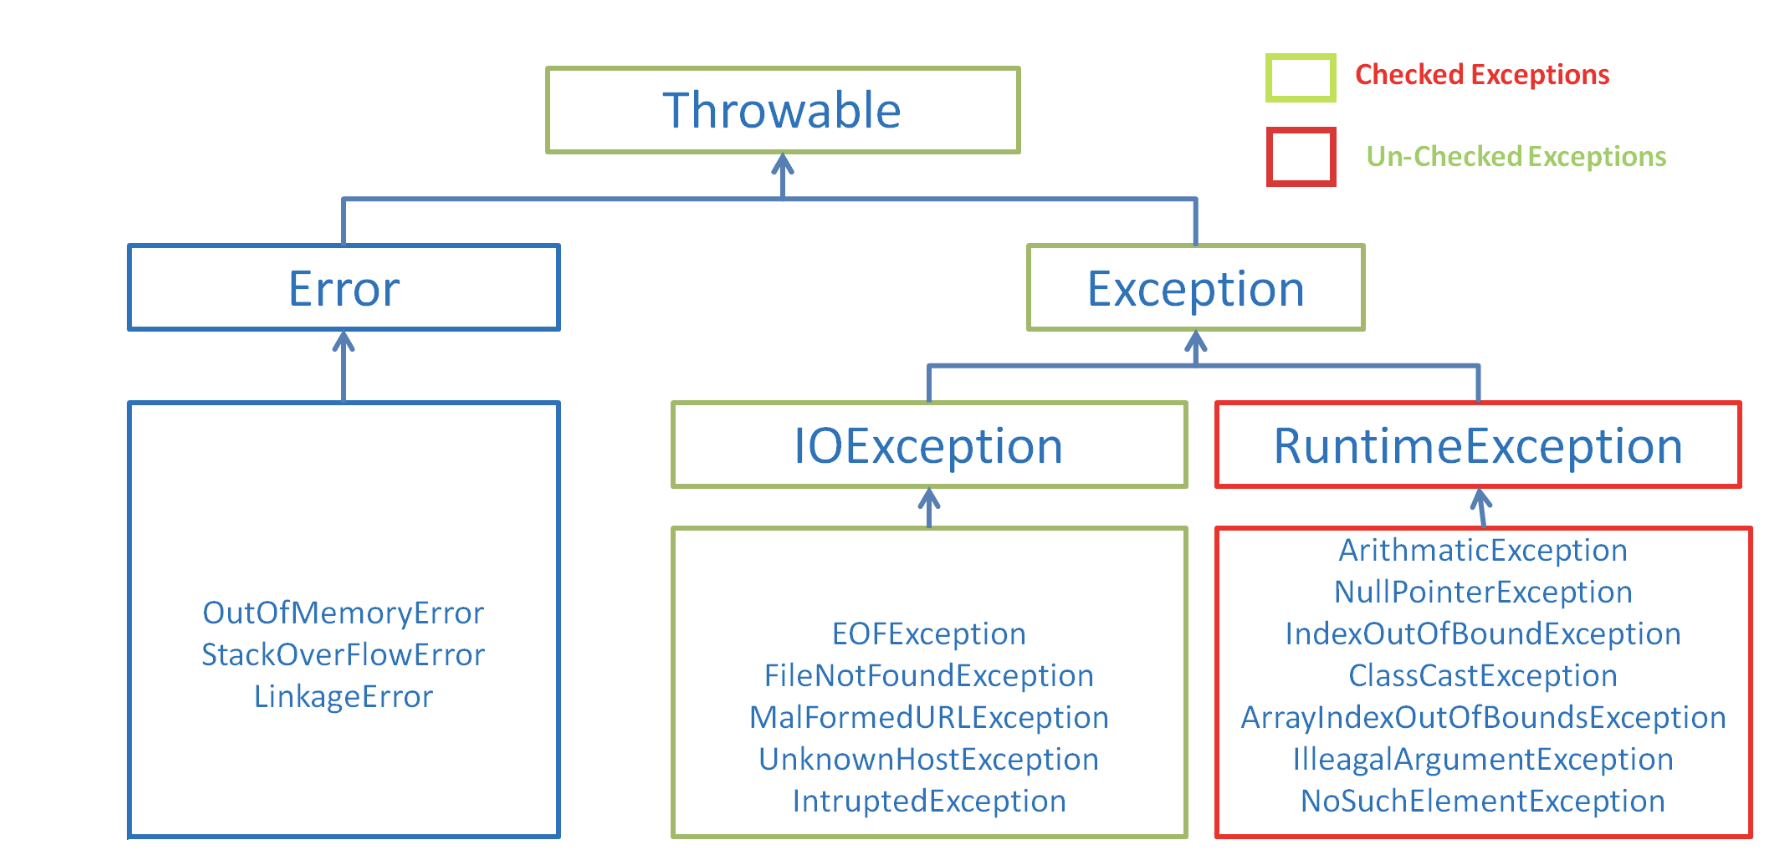 Throwable
Checked Exceptions
Un-Checked Exceptions
Error
Exception
IOException
RuntimeException
OutOfMemoryError
StackOverFlowError
LinkageError
EOFException
FileNotFoundException
MalFormedURLException
UnknownHostException
IntruptedException
ArithmaticException
NullPointerException
IndexOutOfBoundException
ClassCastException
ArrayIndexOutOfBoundsException
IlleagalArgumentException
NoSuchElementException